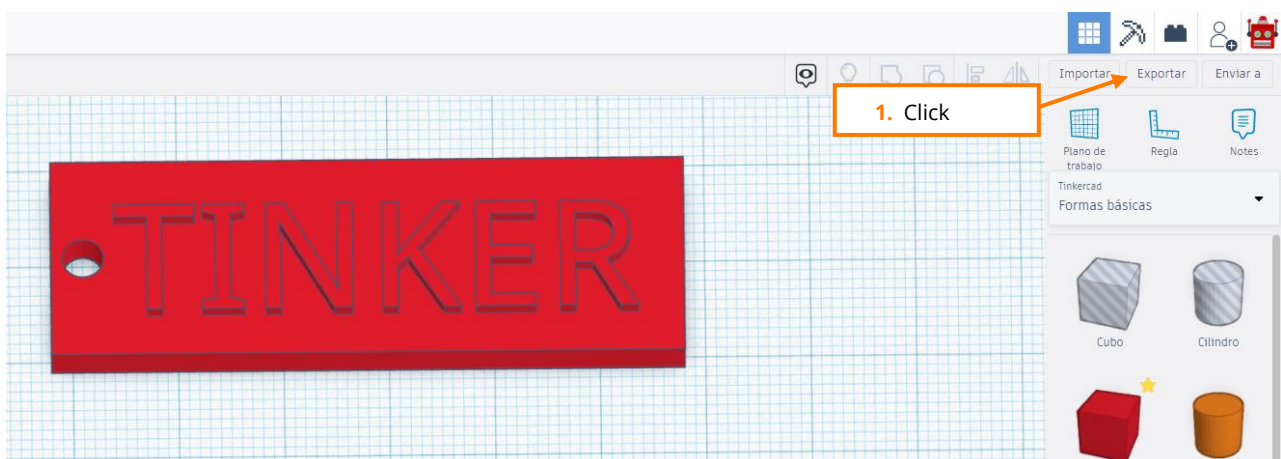 Importar Exportar Enviar a
1. Click
Plano de trabajo
Regla
Notes
Tinkercad
Formas básicas
TINKER
Cubo
Cilindro